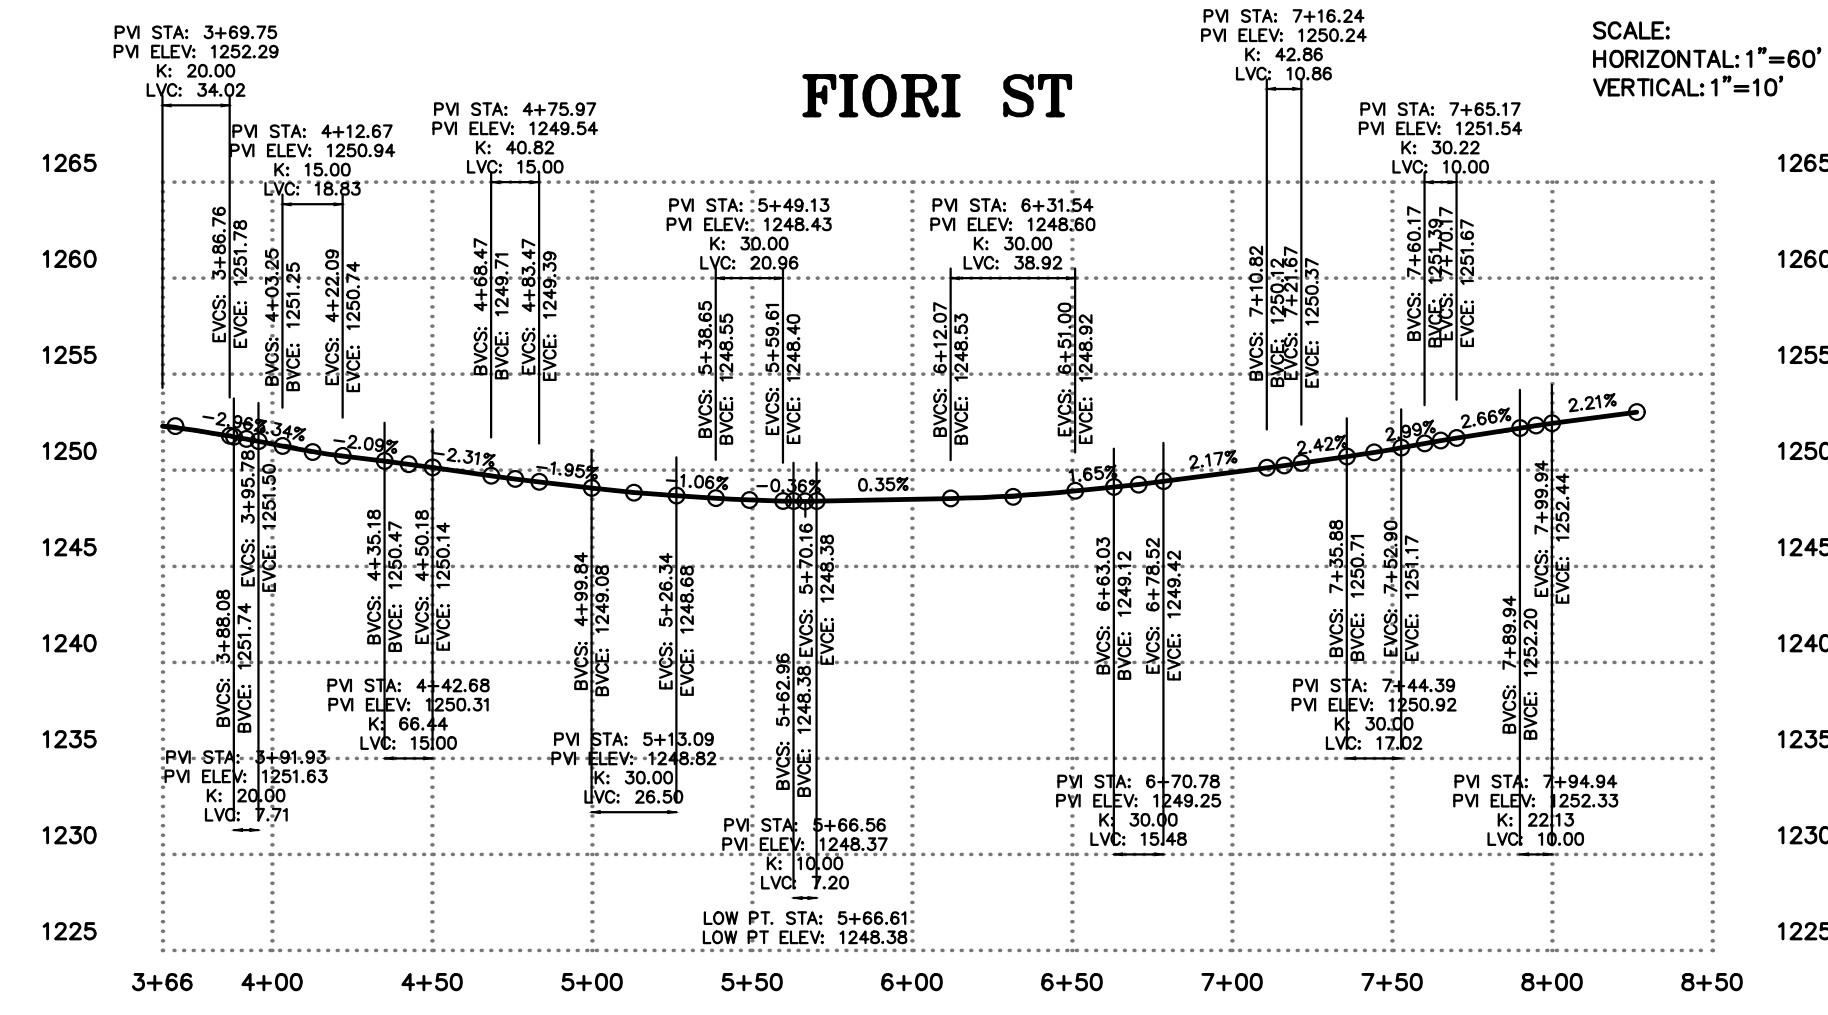 FIORI ST
SCALE:
HORIZONTAL: 1"=60'
VERTICAL: 1"=10'
PVI STA: 3+69.75
PVI ELEV: 1252.29
K: 20.00
LVC: 34.02
PVI STA: 4+12.67
PVI ELEV: 1250.94
K: 15.00
LVC: 18.83
PVI STA: 4+75.97
PVI ELEV: 1249.54
K: 40.82
LVC: 15.00
PVI STA: 5+49.13
PVI ELEV: 1248.43
K: 30.00
LVC: 20.96
PVI STA: 6+31.54
PVI ELEV: 1248.60
K: 30.00
LVC: 38.92
PVI STA: 7+16.24
PVI ELEV: 1250.24
K: 42.86
LVC: 10.86
PVI STA: 7+65.17
PVI ELEV: 1251.54
K: 30.22
LVC: 10.00
EVCS: 3+86.76
EVCE: 1251.78
BVCS: 4+03.25
BVCE: 1251.25
EVCS: 4+22.09
EVCE: 1250.74
BVCS: 4+68.47
BVCE: 1249.71
EVCS: 4+83.47
EVCE: 1249.39
BVCS: 5+38.65
BVCE: 1248.55
EVCS: 5+59.61
EVCE: 1248.40
BVCS: 6+12.07
BVCE: 1248.53
EVCS: 6+51.00
EVCE: 1248.92
BVCS: 7+10.82
BVCE: 1250.12
EVCS: 7+21.67
EVCE: 1250.37
BVCS: 7+60.17
BVCE: 1251.39
EVCS: 7+70.17
EVCE: 1251.67
-2.96%
-2.09%
-2.31%
-1.95%
-1.06%
-0.36%
0.35%
1.65%
2.17%
2.42%
2.99%
2.66%
2.21%
BVCS: 3+88.08
BVCE: 1251.74
EVCS: 3+95.78
EVCE: 1251.50
BVCS: 4+35.18
BVCE: 1250.47
EVCS: 4+50.18
EVCE: 1250.14
BVCS: 4+99.84
BVCE: 1249.08
EVCS: 5+26.34
EVCE: 1248.68
BVCS: 5+62.96
BVCE: 1248.38
EVCS: 5+70.16
EVCE: 1248.38
BVCS: 6+63.03
BVCE: 1249.12
EVCS: 6+78.52
EVCE: 1249.42
BVCS: 7+35.88
BVCE: 1250.71
EVCS: 7+52.90
EVCE: 1251.17
BVCS: 7+89.94
BVCE: 1252.20
EVCS: 7+99.94
EVCE: 1252.44
PVI STA: 3+91.93
PVI ELEV: 1251.63
K: 20.00
LVC: 7.71
PVI STA: 4+42.68
PVI ELEV: 1250.31
K: 66.44
LVC: 15.00
PVI STA: 5+13.09
PVI ELEV: 1248.82
K: 30.00
LVC: 26.50
PVI STA: 5+66.56
PVI ELEV: 1248.37
K: 10.00
LVC: 7.20
LOW PT. STA: 5+66.61
LOW PT ELEV: 1248.38
PVI STA: 6+70.78
PVI ELEV: 1249.25
K: 30.00
LVC: 15.48
PVI STA: 7+44.39
PVI ELEV: 1250.92
K: 30.00
LVC: 17.02
PVI STA: 7+94.94
PVI ELEV: 1252.33
K: 22.13
LVC: 10.00
1265
1260
1255
1250
1245
1240
1235
1230
1225
1265
1260
1255
1250
1245
1240
1235
1230
1225
3+66
4+00
4+50
5+00
5+50
6+00
6+50
7+00
7+50
8+00
8+50